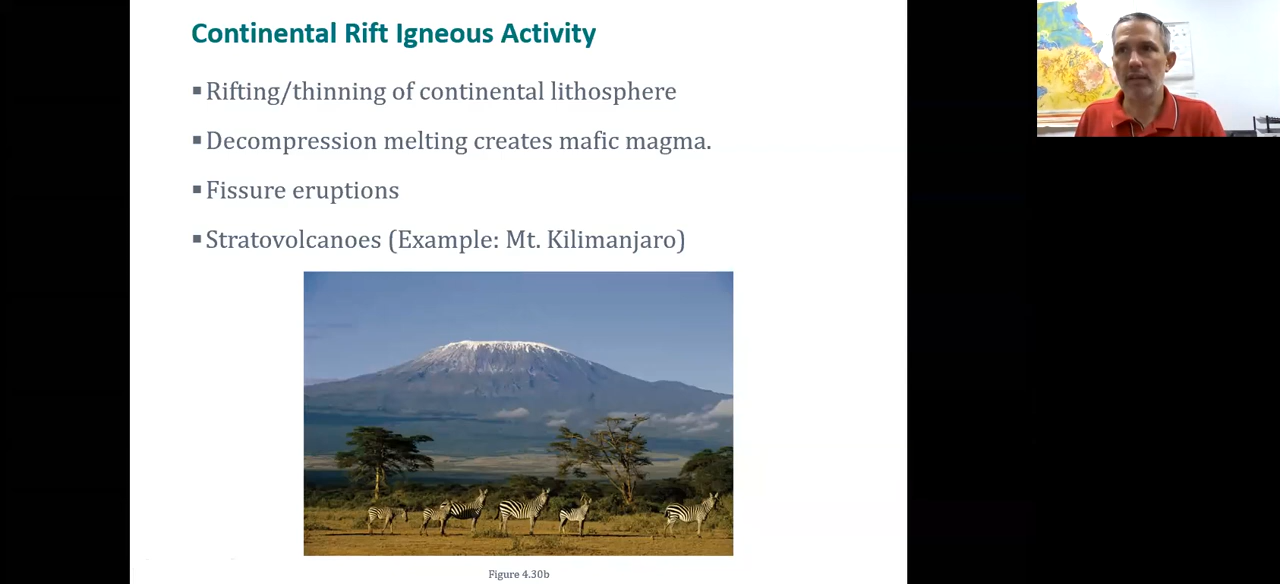 Continental Rift Igneous Activity
▪ Rifting/thinning of continental lithosphere
▪ Decompression melting creates mafic magma.
▪ Fissure eruptions
▪ Stratovolcanoes (Example: Mt. Kilimanjaro)
Figure 4.30b